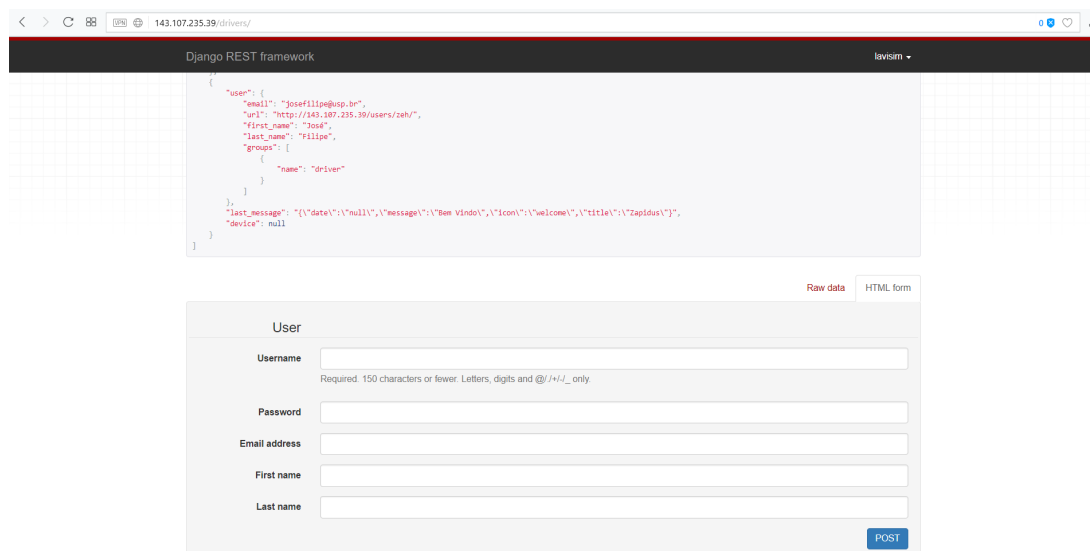 VPN 143.107.235.39/drivers/ 0
Django REST framework lavisim
},
{
"user": {
"email": "josefilipe@usp.br",
"url": "http://143.107.235.39/users/zeh/",
"first_name": "José",
"last_name": "Filipe",
"groups": [
{
"name": "driver"
}
]
},
"last_message": "{\"date\":\"null\",\"message\":\"Bem Vindo\",\"icon\":\"welcome\",\"title\":\"Zapidus\"}",
"device": null
}
]
Raw data HTML form
User
Username
Required. 150 characters or fewer. Letters, digits and @/./+/-/_ only.
Password
Email address
First name
Last name
POST